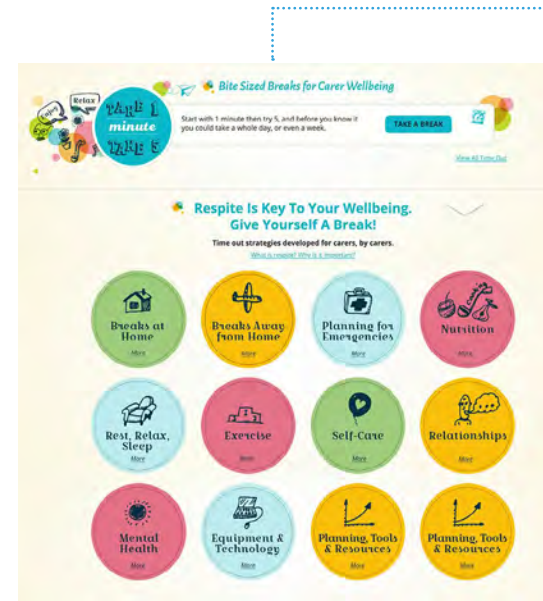 Bite Sized Breaks for Carer Wellbeing
Enjoy
Relax
TAKE 1
minute
TAKE 5
Start with 1 minute then try 5, and before you know it
you could take a whole day, or even a week.
TAKE A BREAK
View All Time Out
Respite Is Key To Your Wellbeing.
Give Yourself A Break!
Time out strategies developed for carers, by carers.
What is respite? Why is it important?
Breaks at
Home
More
Breaks Away
from Home
More
Planning for
Emergencies
More
Cooking
Nutrition
More
Rest, Relax,
Sleep
More
Exercise
More
Self-Care
More
Relationships
More
Mental
Health
More
Equipment &
Technology
More
Planning, Tools
& Resources
More
Planning, Tools
& Resources
More